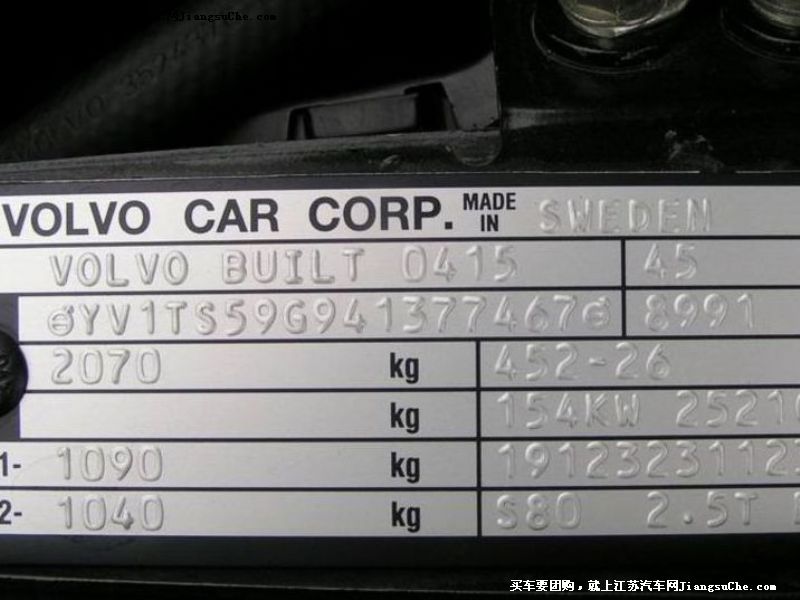 JiangsuChe.com
VOLVO
VOLVO CAR CORP. MADE IN SWEDEN
VOLVO BUILT 0415 45
YV1TS59G941377467 8991
2070 kg 452-26
kg 154KW
1- 1090 kg
2- 1040 kg S80 2.5T
买车要团购，就上江苏汽车网JiangsuChe.com